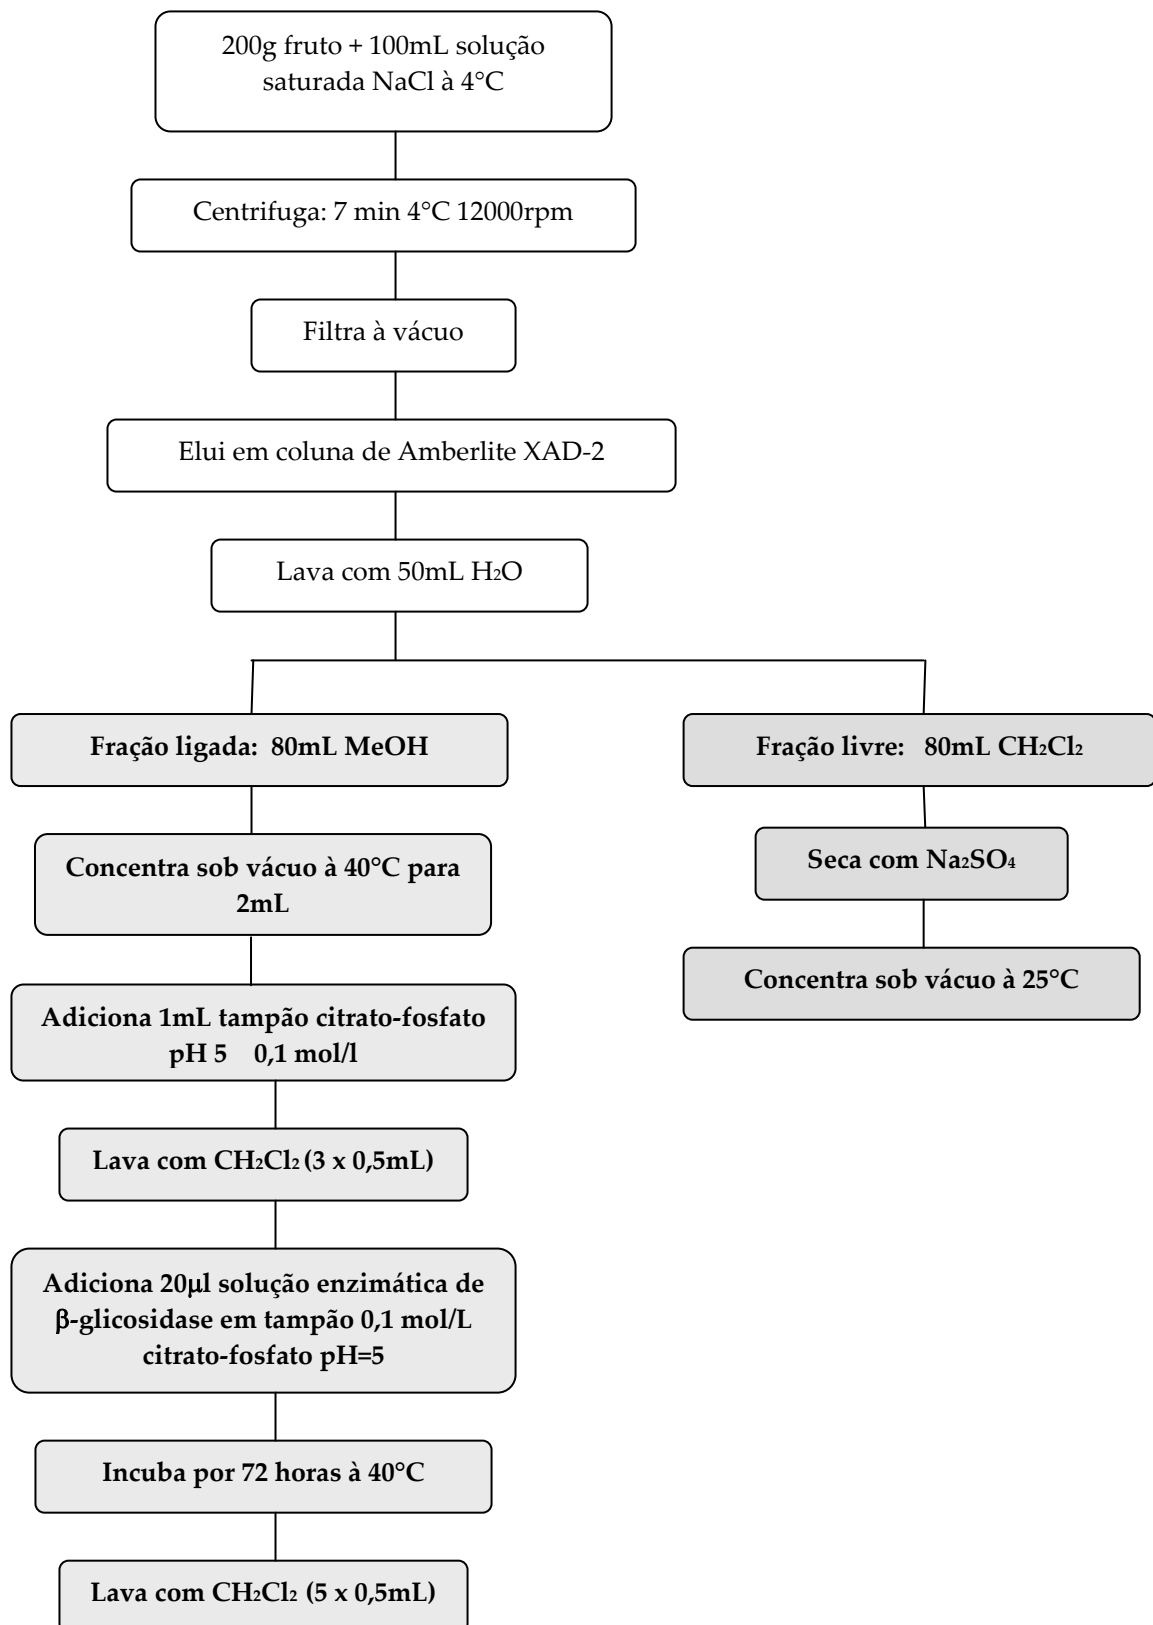 200g fruto + 100mL solução
saturada NaCl à 4°C
Centrifuga: 7 min 4°C 12000rpm
Filtra à vácuo
Elui em coluna de Amberlite XAD-2
Lava com 50mL H₂O
Fração ligada: 80mL MeOH
Fração livre: 80mL CH₂Cl₂
Concentra sob vácuo à 40°C para
2mL
Seca com Na₂SO₄
Concentra sob vácuo à 25°C
Adiciona 1mL tampão citrato-fosfato
pH 5 0,1 mol/l
Lava com CH₂Cl₂ (3 x 0,5mL)
Adiciona 20µl solução enzimática de
β-glicosidase em tampão 0,1 mol/L
citrato-fosfato pH=5
Incuba por 72 horas à 40°C
Lava com CH₂Cl₂ (5 x 0,5mL)